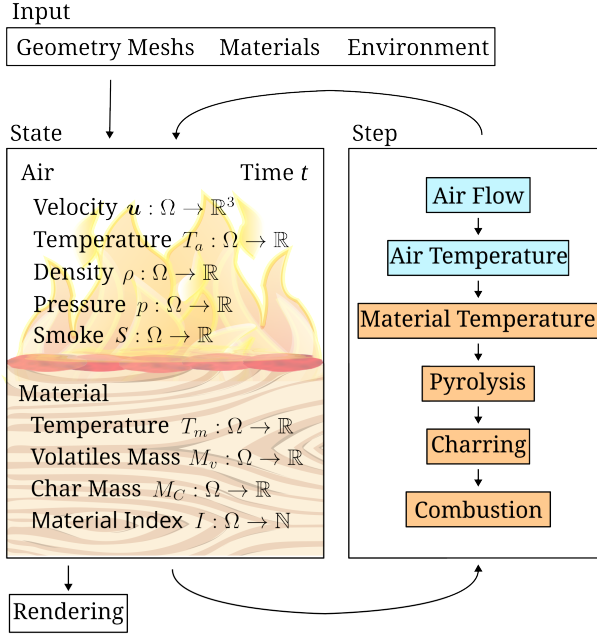 Input
Geometry Meshs Materials Environment
State
Air Time t
Velocity u : Ω → ℝ³
Temperature Tₐ : Ω → ℝ
Density ρ : Ω → ℝ
Pressure p : Ω → ℝ
Smoke S : Ω → ℝ
Material
Temperature Tₘ : Ω → ℝ
Volatiles Mass Mᵥ : Ω → ℝ
Char Mass M_C : Ω → ℝ
Material Index I : Ω → ℕ
Rendering
Step
Air Flow
Air Temperature
Material Temperature
Pyrolysis
Charring
Combustion